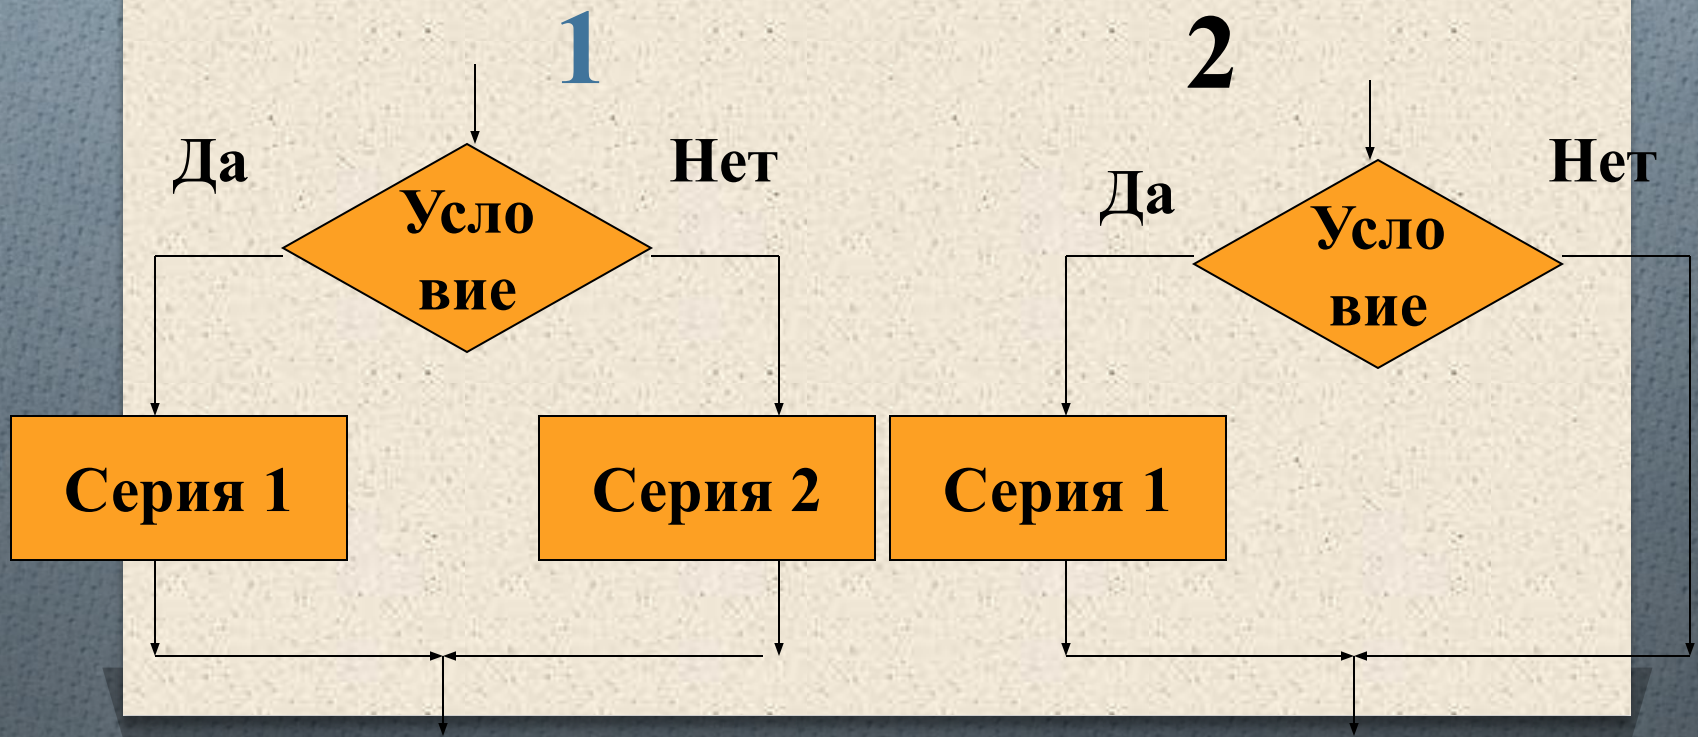 1
Да
Нет
Усло
вие
Серия 1
Серия 2
2
Да
Нет
Усло
вие
Серия 1